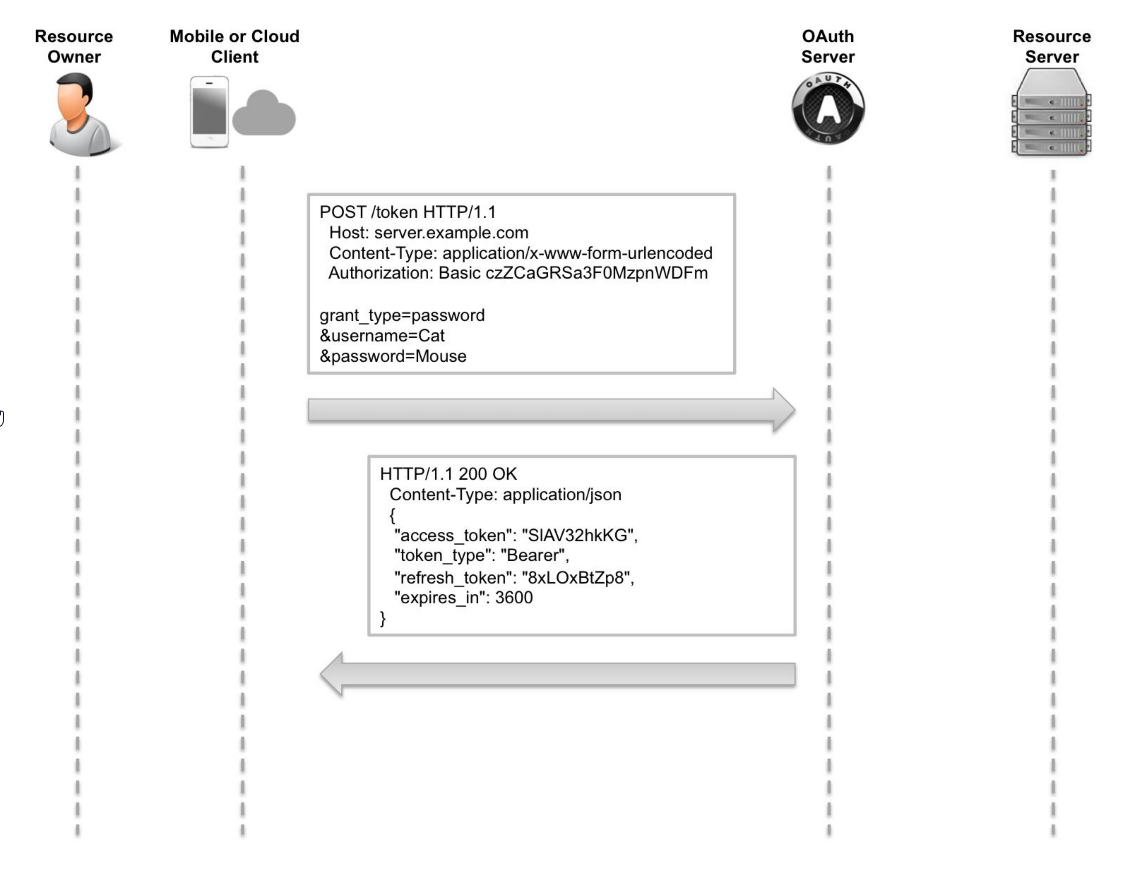 Resource
Owner
Mobile or Cloud
Client
OAuth
Server
Resource
Server
OAUTH
A
POST /token HTTP/1.1
Host: server.example.com
Content-Type: application/x-www-form-urlencoded
Authorization: Basic czZCaGRSa3F0MzpnWDFm
grant_type=password
&username=Cat
&password=Mouse
HTTP/1.1 200 OK
Content-Type: application/json
{
"access_token": "SlAV32hkKG",
"token_type": "Bearer",
"refresh_token": "8xLOxBtZp8",
"expires_in": 3600
}